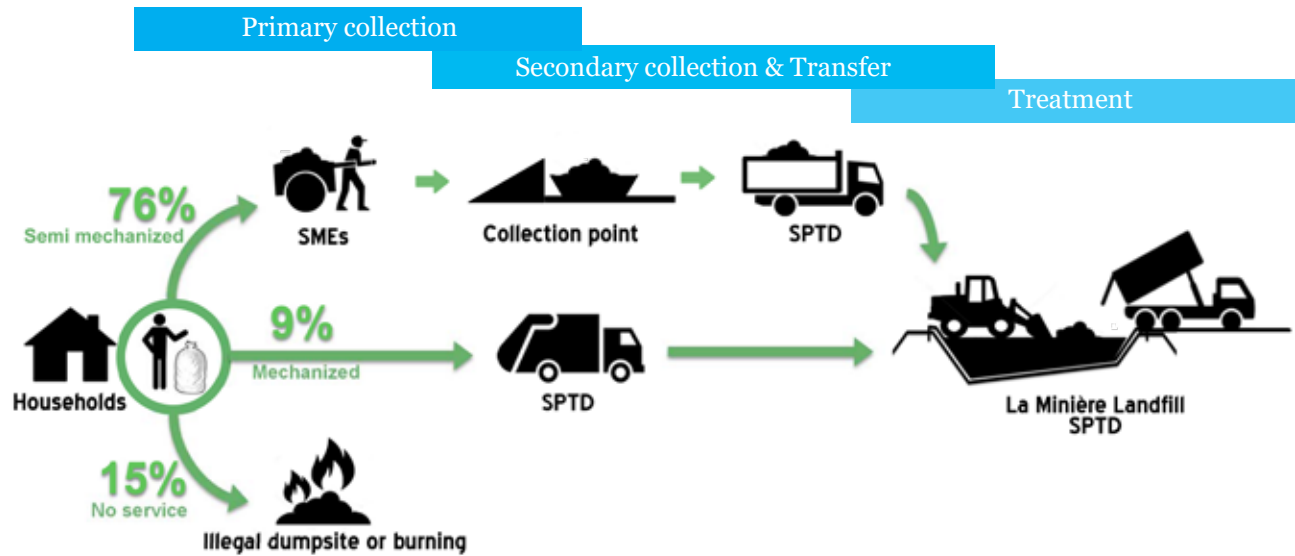 Primary collection
Secondary collection & Transfer
Treatment
76%
Semi mechanized
SMEs
Collection point
SPTD
Households
9%
Mechanized
SPTD
La Minière Landfill
SPTD
15%
No service
Illegal dumpsite or burning